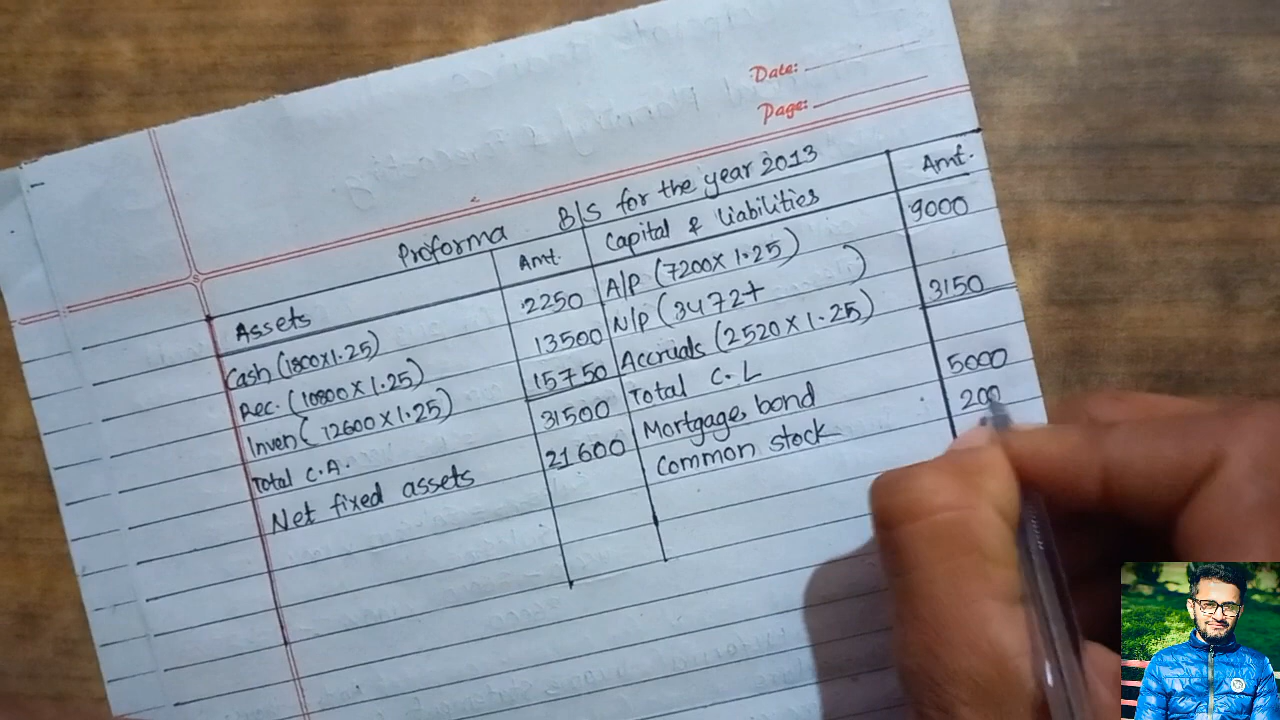 Date:
Page:
Proforma B/S for the year 2013
Assets Amt. Capital & liabilities Amt.
Cash (1800x1.25) 2250 A/P (7200x1.25) 9000
Rec. (10800x1.25) 13500 N/P (3472+ )
Inven (12600x1.25) 15750 Accruals (2520x1.25) 3150
Total C.A. 31500 Total C.L
Net fixed assets 21600 Mortgage bond 5000
Common stock 200